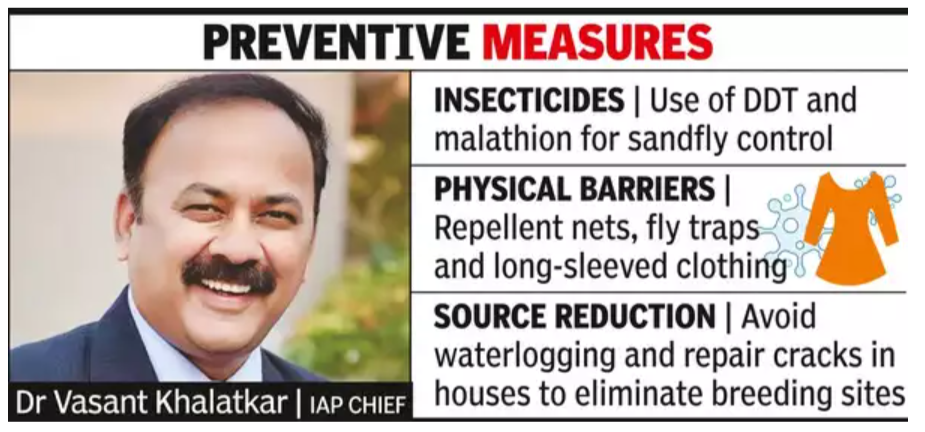 PREVENTIVE MEASURES
INSECTICIDES | Use of DDT and
malathion for sandfly control
PHYSICAL BARRIERS |
Repellent nets, fly traps
and long-sleeved clothing
SOURCE REDUCTION | Avoid
waterlogging and repair cracks in
houses to eliminate breeding sites
Dr Vasant Khalatkar | IAP CHIEF